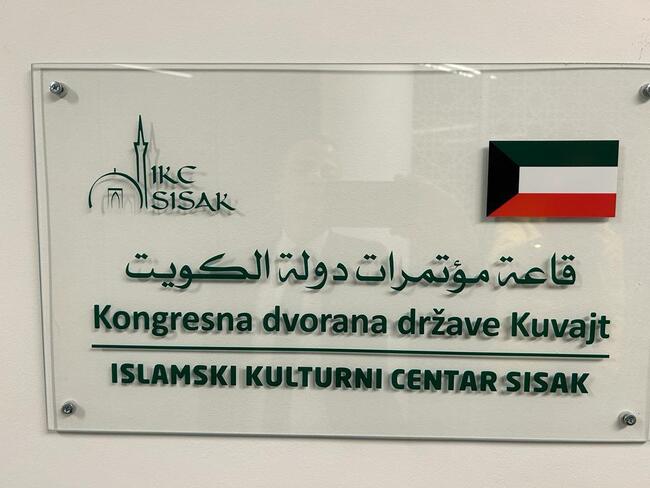 IKC
SISAK
قاعة مؤتمرات دولة الكويت
Kongresna dvorana države Kuvajt
ISLAMSKI KULTURNI CENTAR SISAK